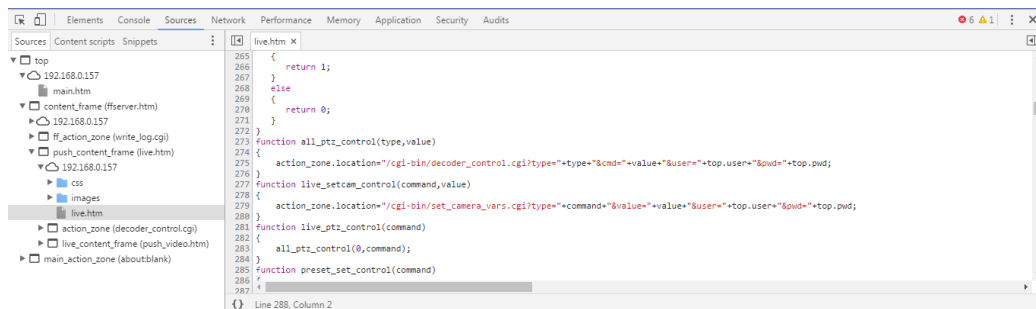 Elements Console Sources Network Performance Memory Application Security Audits 6 1
Sources Content scripts Snippets
live.htm
top
192.168.0.157
main.htm
content_frame (ffserver.htm)
192.168.0.157
ff_action_zone (write_log.cgi)
push_content_frame (live.htm)
192.168.0.157
css
images
live.htm
action_zone (decoder_control.cgi)
live_content_frame (push_video.htm)
main_action_zone (about:blank)
265 {
266 return 1;
267 }
268 else
269 {
270 return 0;
271 }
272 }
273 function all_ptz_control(type,value)
274 {
275 action_zone.location="/cgi-bin/decoder_control.cgi?type="+type+"&cmd="+value+"&user="+top.user+"&pwd="+top.pwd;
276 }
277 function live_setcam_control(command,value)
278 {
279 action_zone.location="/cgi-bin/set_camera_vars.cgi?type="+command+"&value="+value+"&user="+top.user+"&pwd="+top.pwd;
280 }
281 function live_ptz_control(command)
282 {
283 all_ptz_control(0,command);
284 }
285 function preset_set_control(command)
286 {
287
{} Line 288, Column 2